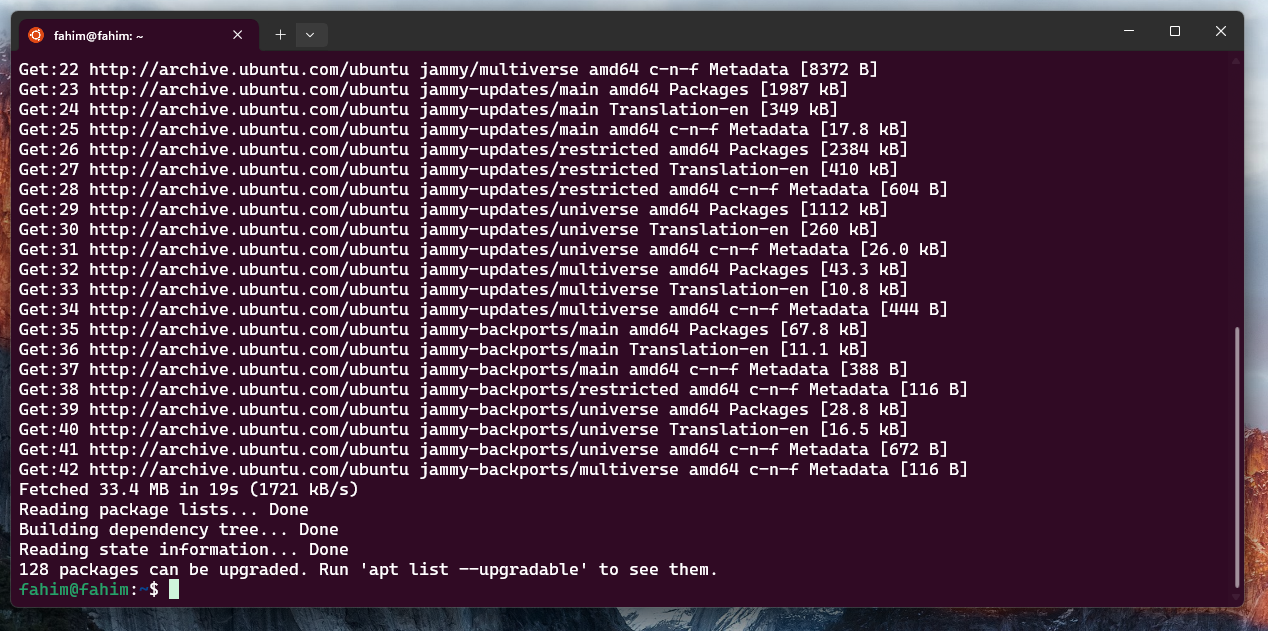 fahim@fahim: ~
Get:22 http://archive.ubuntu.com/ubuntu jammy/multiverse amd64 c-n-f Metadata [8372 B]
Get:23 http://archive.ubuntu.com/ubuntu jammy-updates/main amd64 Packages [1987 kB]
Get:24 http://archive.ubuntu.com/ubuntu jammy-updates/main Translation-en [349 kB]
Get:25 http://archive.ubuntu.com/ubuntu jammy-updates/main amd64 c-n-f Metadata [17.8 kB]
Get:26 http://archive.ubuntu.com/ubuntu jammy-updates/restricted amd64 Packages [2384 kB]
Get:27 http://archive.ubuntu.com/ubuntu jammy-updates/restricted Translation-en [410 kB]
Get:28 http://archive.ubuntu.com/ubuntu jammy-updates/restricted amd64 c-n-f Metadata [604 B]
Get:29 http://archive.ubuntu.com/ubuntu jammy-updates/universe amd64 Packages [1112 kB]
Get:30 http://archive.ubuntu.com/ubuntu jammy-updates/universe Translation-en [260 kB]
Get:31 http://archive.ubuntu.com/ubuntu jammy-updates/universe amd64 c-n-f Metadata [26.0 kB]
Get:32 http://archive.ubuntu.com/ubuntu jammy-updates/multiverse amd64 Packages [43.3 kB]
Get:33 http://archive.ubuntu.com/ubuntu jammy-updates/multiverse Translation-en [10.8 kB]
Get:34 http://archive.ubuntu.com/ubuntu jammy-updates/multiverse amd64 c-n-f Metadata [444 B]
Get:35 http://archive.ubuntu.com/ubuntu jammy-backports/main amd64 Packages [67.8 kB]
Get:36 http://archive.ubuntu.com/ubuntu jammy-backports/main Translation-en [11.1 kB]
Get:37 http://archive.ubuntu.com/ubuntu jammy-backports/main amd64 c-n-f Metadata [388 B]
Get:38 http://archive.ubuntu.com/ubuntu jammy-backports/restricted amd64 c-n-f Metadata [116 B]
Get:39 http://archive.ubuntu.com/ubuntu jammy-backports/universe amd64 Packages [28.8 kB]
Get:40 http://archive.ubuntu.com/ubuntu jammy-backports/universe Translation-en [16.5 kB]
Get:41 http://archive.ubuntu.com/ubuntu jammy-backports/universe amd64 c-n-f Metadata [672 B]
Get:42 http://archive.ubuntu.com/ubuntu jammy-backports/multiverse amd64 c-n-f Metadata [116 B]
Fetched 33.4 MB in 19s (1721 kB/s)
Reading package lists... Done
Building dependency tree... Done
Reading state information... Done
128 packages can be upgraded. Run 'apt list --upgradable' to see them.
fahim@fahim:~$